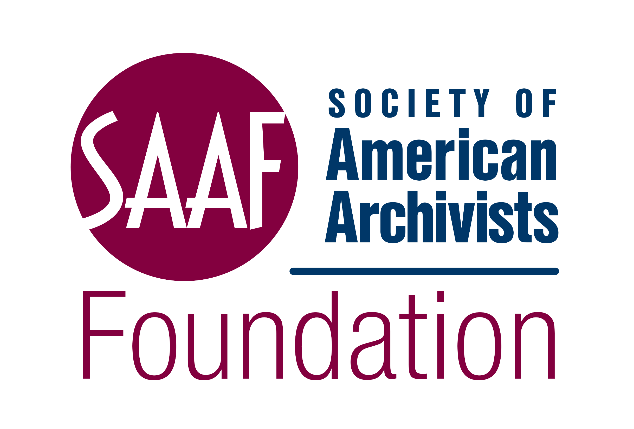 SAAF
SOCIETY OF
American
Archivists
Foundation